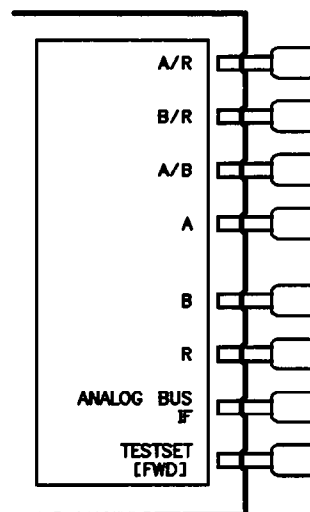 A/R
B/R
A/B
A
B
R
ANALOG BUS
IF
TESTSET
[FWD]